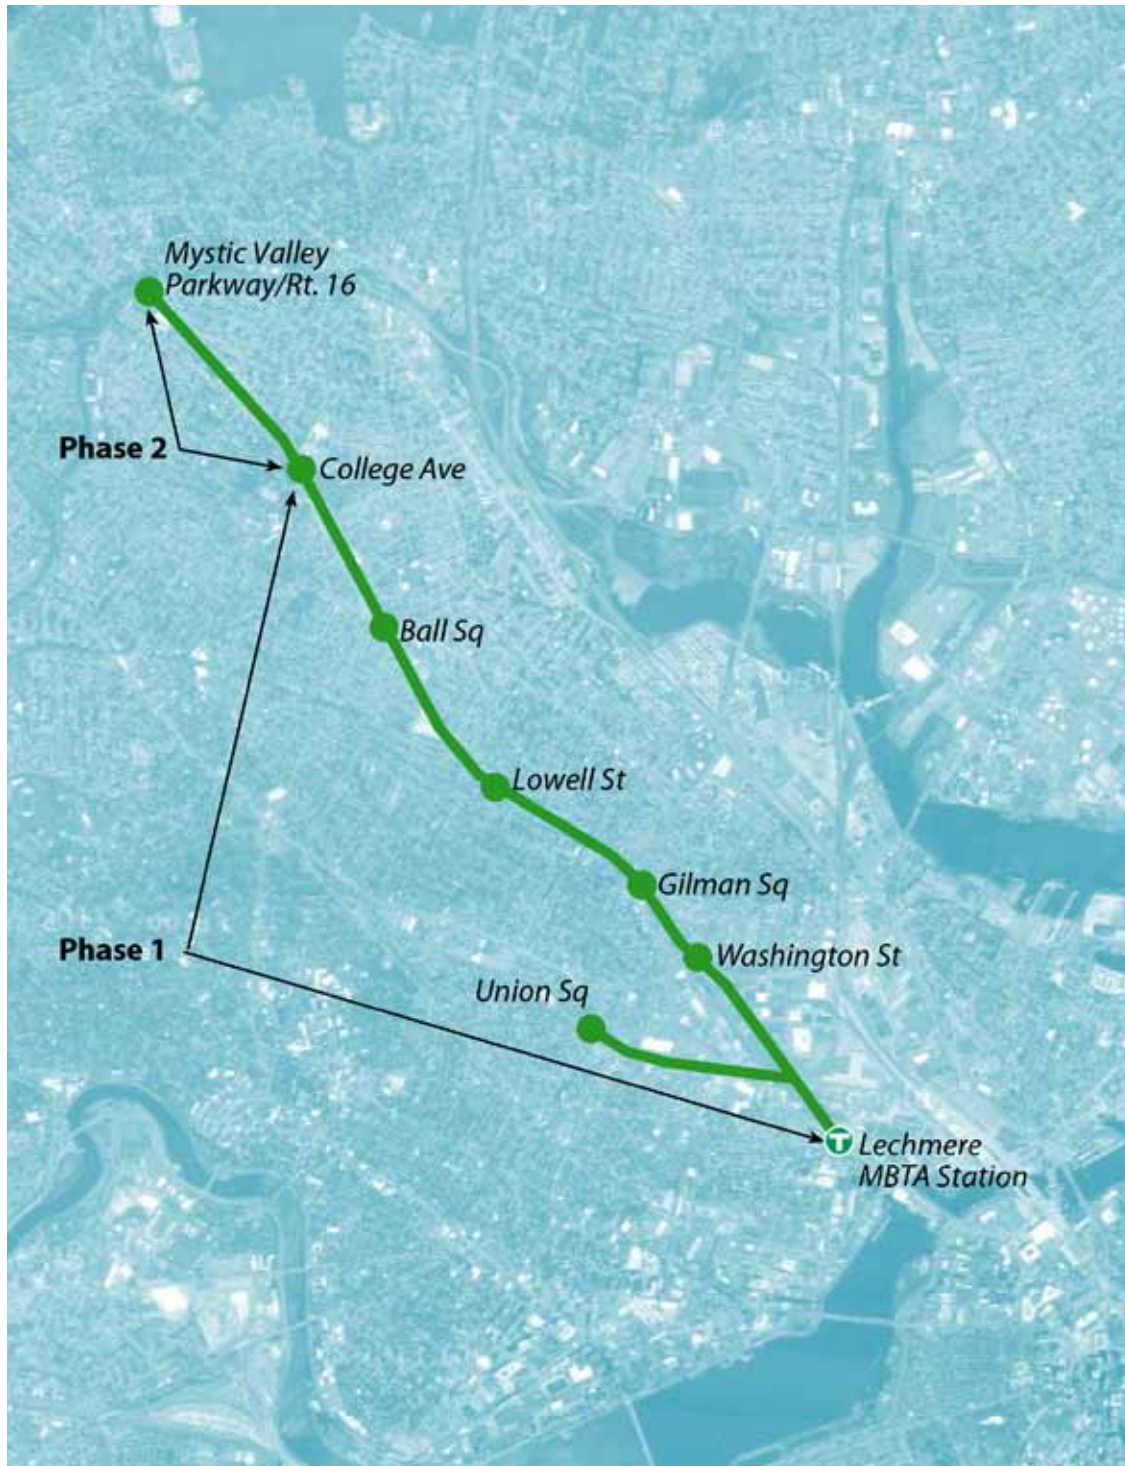 Mystic Valley
Parkway/Rt. 16
Phase 2
College Ave
Ball Sq
Lowell St
Gilman Sq
Phase 1
Washington St
Union Sq
T
Lechmere
MBTA Station